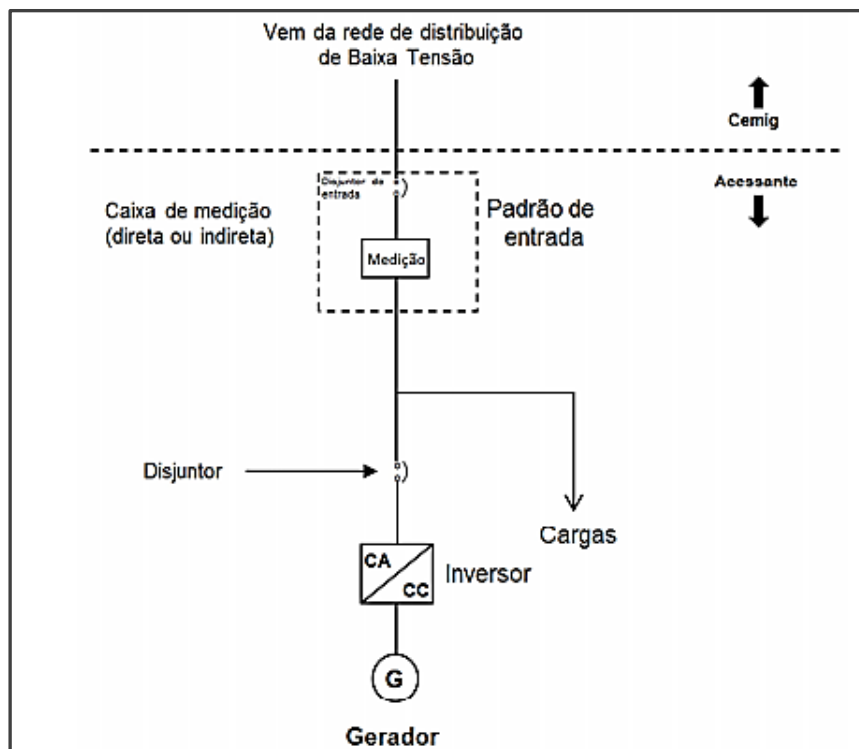 Vem da rede de distribuição
de Baixa Tensão
Cemig
Acessante
Disjuntor de
entrada
Caixa de medição
(direta ou indireta)
Padrão de
entrada
Medição
Disjuntor
Cargas
CA
CC
Inversor
G
Gerador